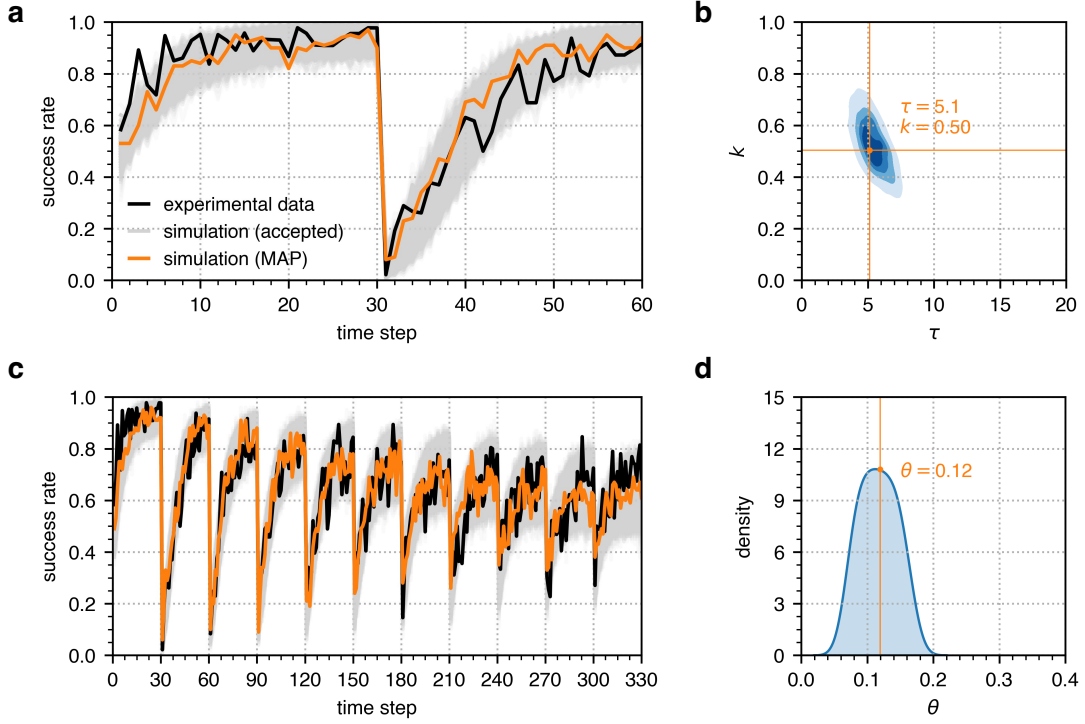 a
1.0
0.8
0.6
0.4
0.2
0.0
success rate
experimental data
simulation (accepted)
simulation (MAP)
0 10 20 30 40 50 60
time step
b
1.0
0.8
0.6
0.4
0.2
0.0
k
τ = 5.1
k = 0.50
0 5 10 15 20
τ
c
1.0
0.8
0.6
0.4
0.2
0.0
success rate
0 30 60 90 120 150 180 210 240 270 300 330
time step
d
15
12
9
6
3
0
density
θ = 0.12
0.0 0.1 0.2 0.3 0.4
θ